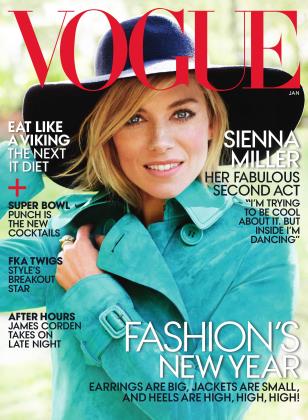 VOGUE
JAN
EAT LIKE
A VIKING
THE NEXT
IT DIET
+
SUPER BOWL
PUNCH IS
THE NEW
COCKTAILS
FKA TWIGS
STYLE'S
BREAKOUT
STAR
AFTER HOURS
JAMES CORDEN
TAKES ON
LATE NIGHT
SIENNA
MILLER
HER FABULOUS
SECOND ACT
"I'M TRYING
TO BE COOL
ABOUT IT. BUT
INSIDE I'M
DANCING"
FASHION'S
NEW YEAR
EARRINGS ARE BIG, JACKETS ARE SMALL,
AND HEELS ARE HIGH, HIGH, HIGH!